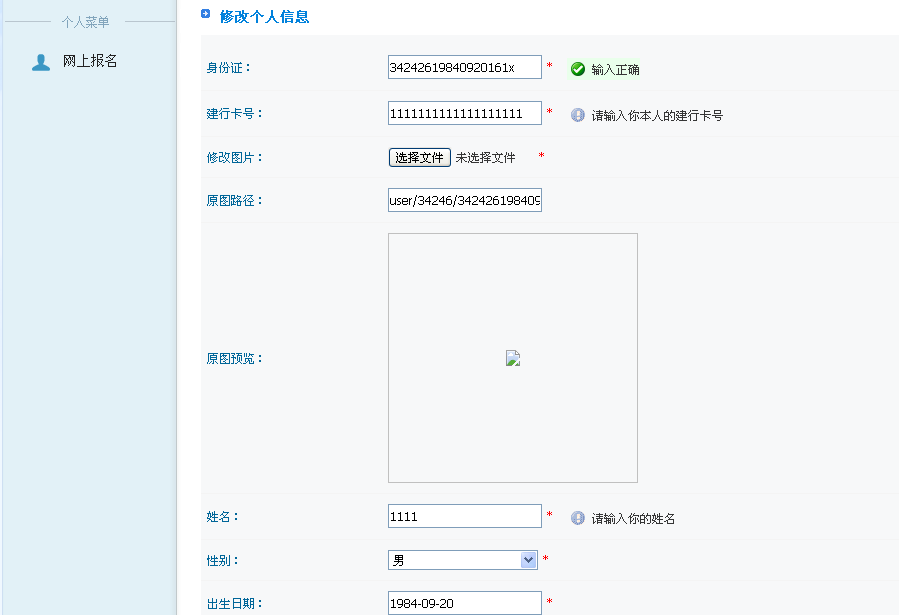 个人菜单
网上报名
修改个人信息
身份证：
34242619840920161x
*
输入正确
建行卡号：
1111111111111111111
*
请输入你本人的建行卡号
修改图片：
选择文件 未选择文件
*
原图路径：
user/34246/342426198409
原图预览：
姓名：
1111
*
请输入你的姓名
性别：
男
*
出生日期：
1984-09-20
*